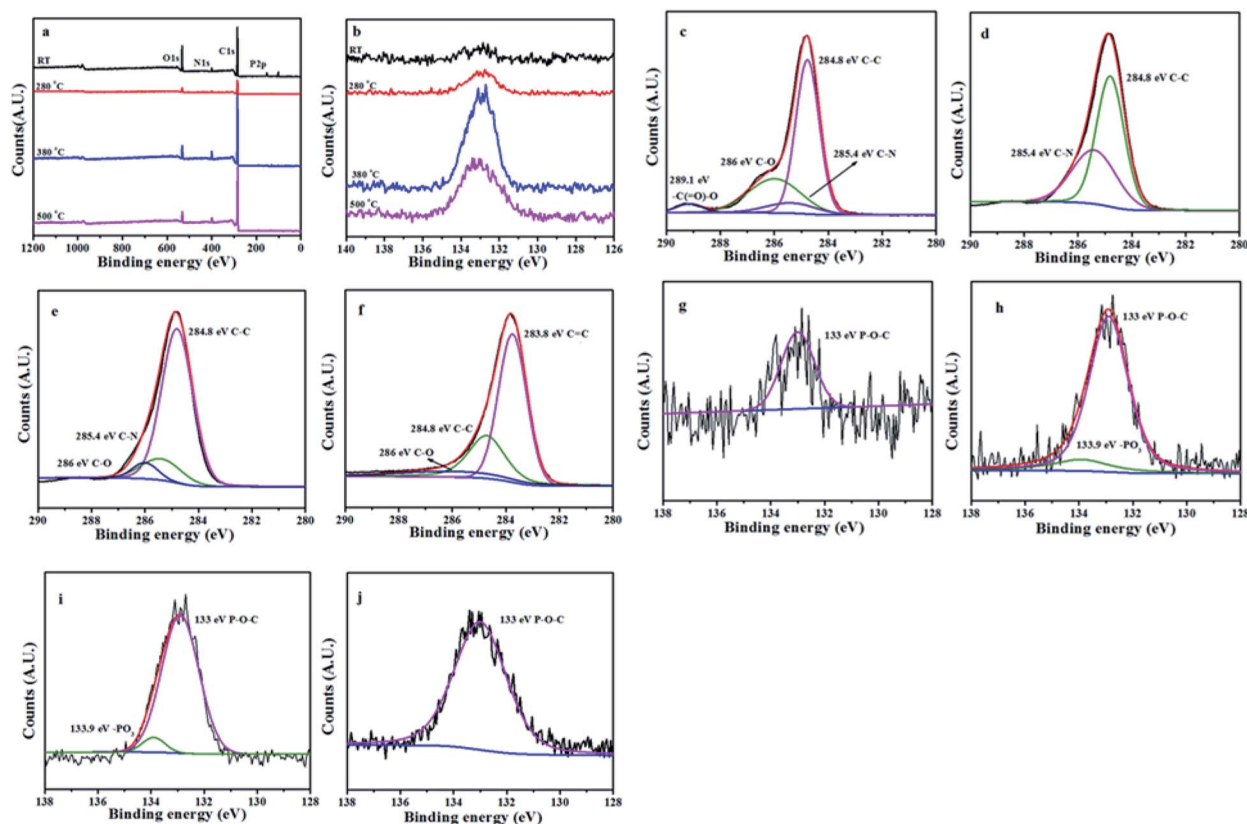 a
RT
O1s
N1s
C1s
P2p
280 °C
380 °C
500 °C
Counts(A.U.)
1200 1000 800 600 400 200 0
Binding energy (eV)
b
RT
280 °C
380 °C
500 °C
Counts(A.U.)
140 138 136 134 132 130 128 126
Binding energy (eV)
c
284.8 eV C-C
286 eV C-O
285.4 eV C-N
289.1 eV
-C(=O)-O
Counts (A.U.)
290 288 286 284 282 280
Binding energy (eV)
d
284.8 eV C-C
285.4 eV C-N
Counts (A.U.)
290 288 286 284 282 280
Binding energy (eV)
e
284.8 eV C-C
285.4 eV C-N
286 eV C-O
Counts (A.U.)
290 288 286 284 282 280
Binding energy (eV)
f
283.8 eV C=C
284.8 eV C-C
286 eV C-O
Counts (A.U.)
290 288 286 284 282 280
Binding energy (eV)
g
133 eV P-O-C
Counts (A.U.)
138 136 134 132 130 128
Binding energy (eV)
h
133 eV P-O-C
133.9 eV -PO3
Counts (A.U.)
138 136 134 132 130 128
Binding energy (eV)
i
133 eV P-O-C
133.9 eV -PO3
Counts (A.U.)
138 136 134 132 130 128
Binding energy (eV)
j
133 eV P-O-C
Counts (A.U.)
138 136 134 132 130 128
Binding energy (eV)